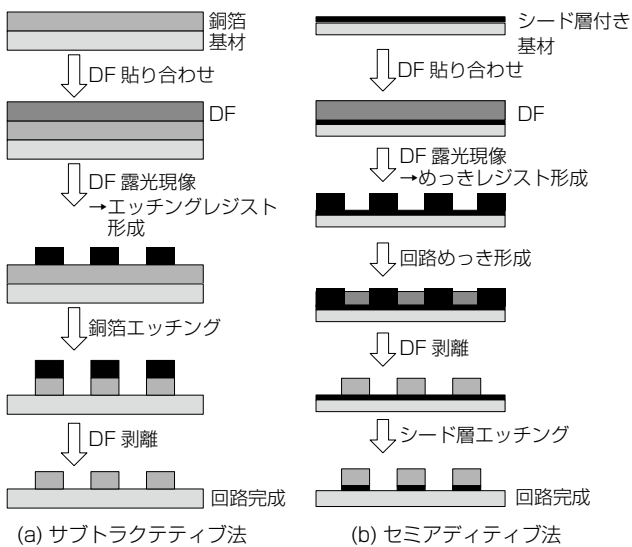 銅箔
基材
DF 貼り合わせ
DF
DF 露光現像
→エッチングレジスト
形成
銅箔エッチング
DF 剥離
回路完成
(a) サブトラクテティブ法
シード層付き
基材
DF 貼り合わせ
DF
DF 露光現像
→めっきレジスト形成
回路めっき形成
DF 剥離
シード層エッチング
回路完成
(b) セミアディティブ法